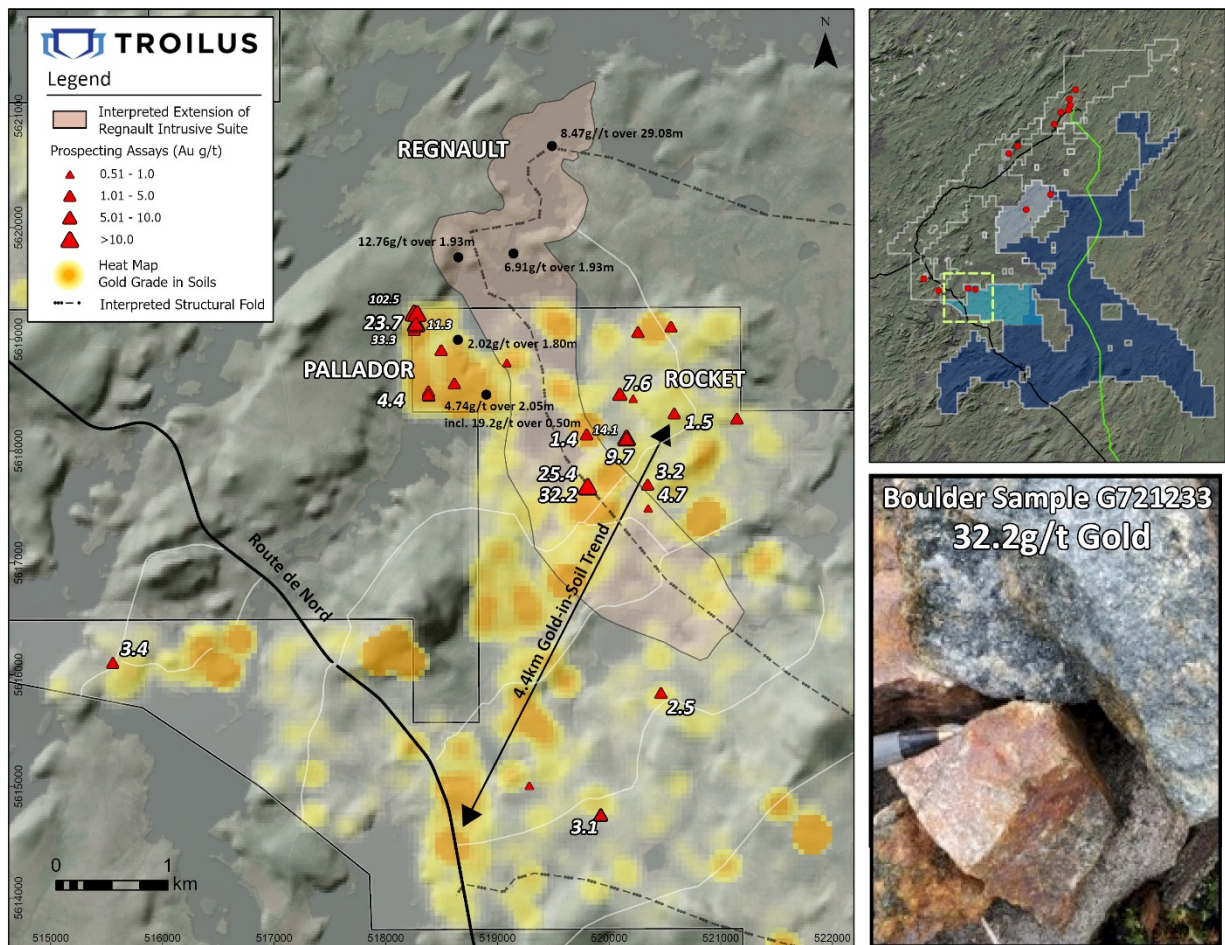 TROILUS
Legend
Interpreted Extension of
Regnault Intrusive Suite
Prospecting Assays (Au g/t)
0.51 - 1.0
1.01 - 5.0
5.01 - 10.0
>10.0
Heat Map
Gold Grade in Soils
Interpreted Structural Fold
N
REGNAULT
8.47g//t over 29.08m
12.76g/t over 1.93m
6.91g/t over 1.93m
102.5
23.7
11.3
33.3
2.02g/t over 1.80m
PALLADOR
4.4
4.74g/t over 2.05m
incl. 19.2g/t over 0.50m
ROCKET
7.6
1.5
1.4
14.1
9.7
25.4
32.2
3.2
4.7
4.4km Gold-in-Soil Trend
Route de Nord
3.4
2.5
3.1
0 1
km
5621000
5620000
5619000
5618000
5617000
5616000
5615000
5614000
515000 516000 517000 518000 519000 520000 521000 522000
Boulder Sample G721233
32.2g/t Gold